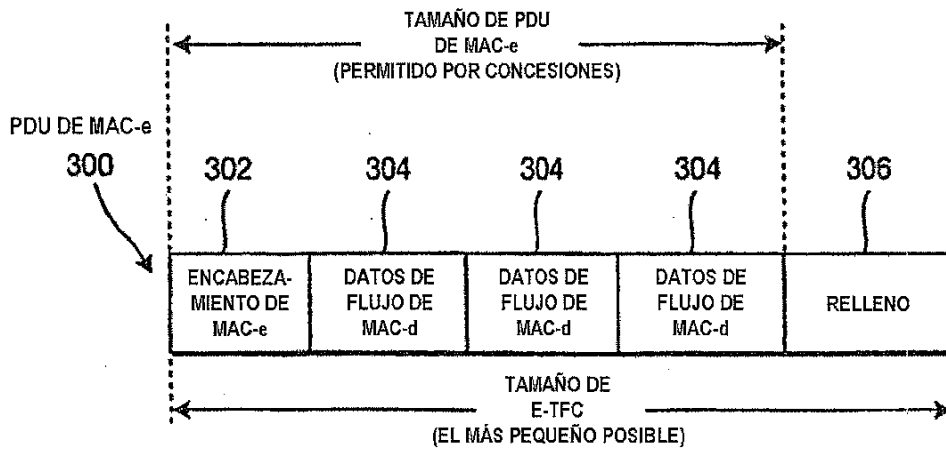 TAMAÑO DE PDU
DE MAC-e
(PERMITIDO POR CONCESIONES)
PDU DE MAC-e
300
302
304
304
304
306
ENCABEZA-
MIENTO DE
MAC-e
DATOS DE
FLUJO DE
MAC-d
DATOS DE
FLUJO DE
MAC-d
DATOS DE
FLUJO DE
MAC-d
RELLENO
TAMAÑO DE
E-TFC
(EL MÁS PEQUEÑO POSIBLE)